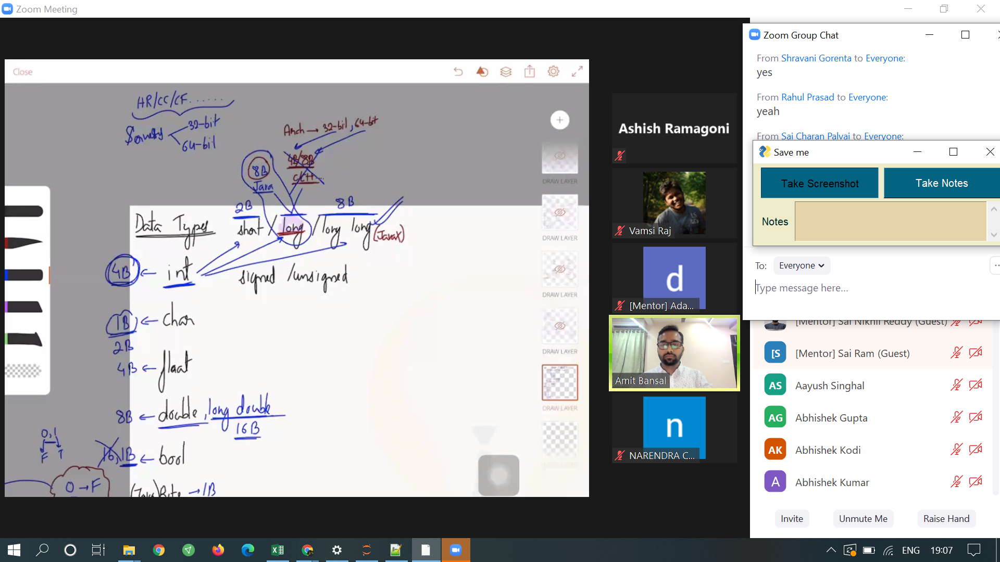 Zoom Meeting
Close
HR/CC/CF.......
Servers
32-bit
64-bit
Arch → 32-bit, 64-bit
4B/8B
C/C++...
8B
Java
2B
8B
Data Types
short / long / long long
(JavaX)
4B ← int
signed /unsigned
1B ← char
2B
4B ← float
8B ← double, long double
16B
0,1
F T
1B ← bool
0 → F
(Java) Byte → 1B
DRAW LAYER
DRAW LAYER
DRAW LAYER
DRAW LAYER
DRAW LAYER
Ashish Ramagoni
Vamsi Raj
d
[Mentor] Ada...
Amit Bansal
n
NARENDRA C...
Zoom Group Chat
From Shravani Gorenta to Everyone:
yes
From Rahul Prasad to Everyone:
yeah
From Sai Charan Palvai to Everyone:
Save me
Take Screenshot
Take Notes
Notes
To: Everyone
Type message here...
[Mentor] Sai Nikhil Reddy (Guest)
[S [Mentor] Sai Ram (Guest)
AS Aayush Singhal
AG Abhishek Gupta
AK Abhishek Kodi
A Abhishek Kumar
Invite
Unmute Me
Raise Hand
ENG
19:07